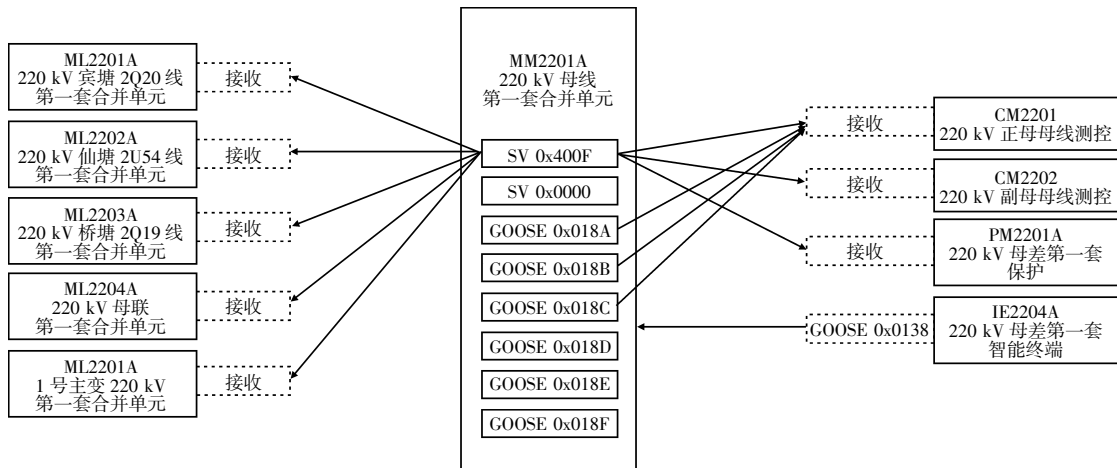 ML2201A
220 kV 宾塘 2Q20 线
第一套合并单元
接收
ML2202A
220 kV 仙塘 2U54 线
第一套合并单元
接收
ML2203A
220 kV 桥塘 2Q19 线
第一套合并单元
接收
ML2204A
220 kV 母联
第一套合并单元
接收
ML2201A
1 号主变 220 kV
第一套合并单元
接收
MM2201A
220 kV 母线
第一套合并单元
SV 0x400F
SV 0x0000
GOOSE 0x018A
GOOSE 0x018B
GOOSE 0x018C
GOOSE 0x018D
GOOSE 0x018E
GOOSE 0x018F
接收
CM2201
220 kV 正母母线测控
接收
CM2202
220 kV 副母母线测控
接收
PM2201A
220 kV 母差第一套
保护
GOOSE 0x0138
IE2204A
220 kV 母差第一套
智能终端